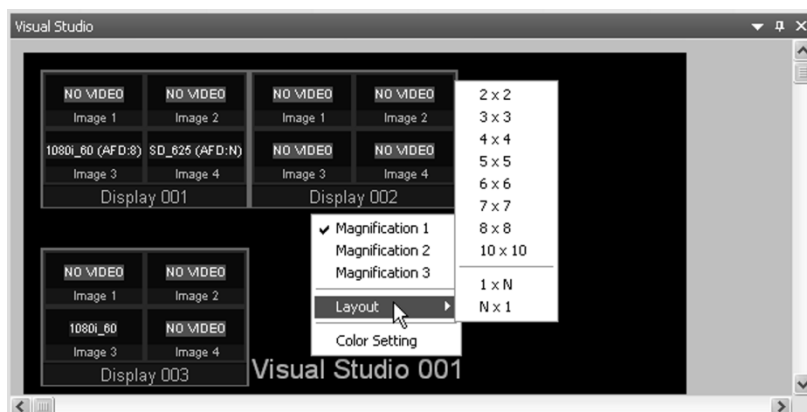 Visual Studio
NO VIDEO NO VIDEO NO VIDEO NO VIDEO
Image 1 Image 2 Image 1 Image 2
1080i_60 (AFD:8) SD_625 (AFD:N) NO VIDEO NO VIDEO
Image 3 Image 4 Image 3 Image 4
Display 001 Display 002
2 x 2
3 x 3
4 x 4
5 x 5
6 x 6
7 x 7
8 x 8
10 x 10
1 x N
N x 1
Magnification 1
Magnification 2
Magnification 3
Layout
Color Setting
NO VIDEO NO VIDEO
Image 1 Image 2
1080i_60 NO VIDEO
Image 3 Image 4
Display 003
Visual Studio 001